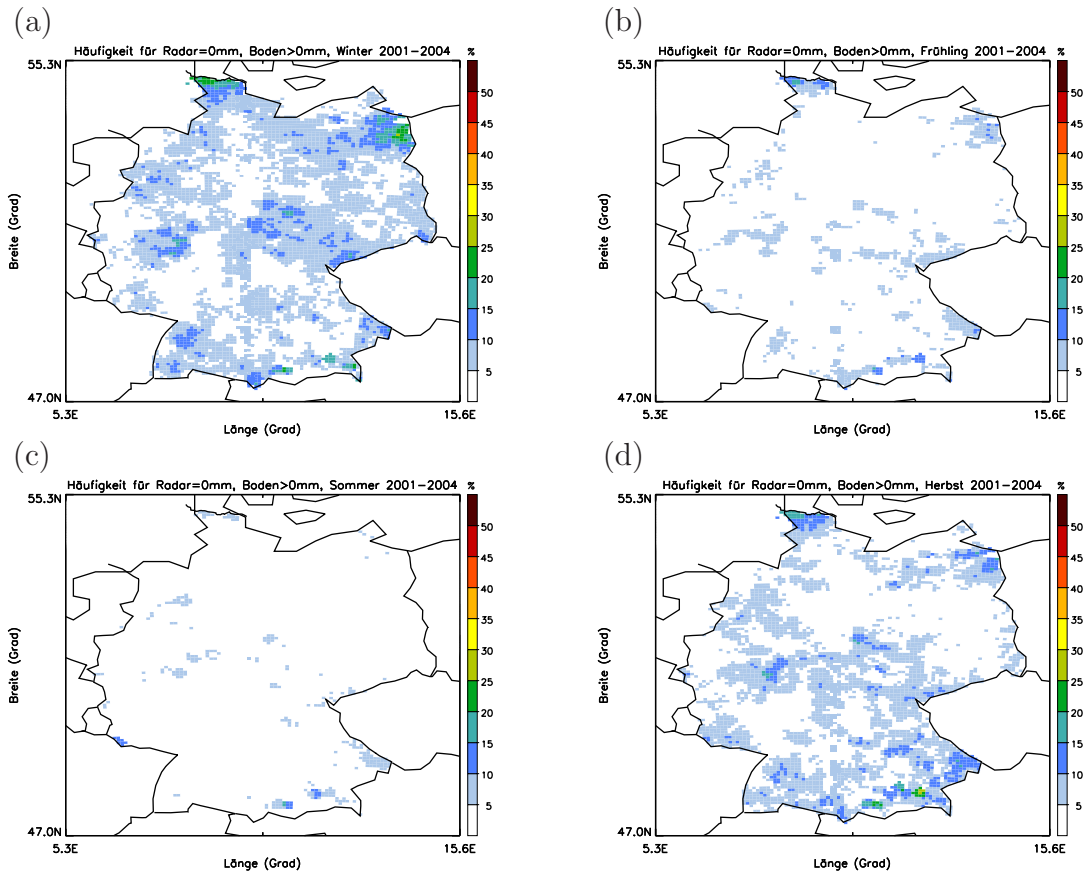 (a)
Häufigkeit für Radar=0mm, Boden>0mm, Winter 2001-2004 %
55.3N
50
45
40
35
30
25
20
15
10
5
Breite (Grad)
47.0N
5.3E
15.6E
Länge (Grad)
(b)
Häufigkeit für Radar=0mm, Boden>0mm, Frühling 2001-2004 %
55.3N
50
45
40
35
30
25
20
15
10
5
Breite (Grad)
47.0N
5.3E
15.6E
Länge (Grad)
(c)
Häufigkeit für Radar=0mm, Boden>0mm, Sommer 2001-2004 %
55.3N
50
45
40
35
30
25
20
15
10
5
Breite (Grad)
47.0N
5.3E
15.6E
Länge (Grad)
(d)
Häufigkeit für Radar=0mm, Boden>0mm, Herbst 2001-2004 %
55.3N
50
45
40
35
30
25
20
15
10
5
Breite (Grad)
47.0N
5.3E
15.6E
Länge (Grad)